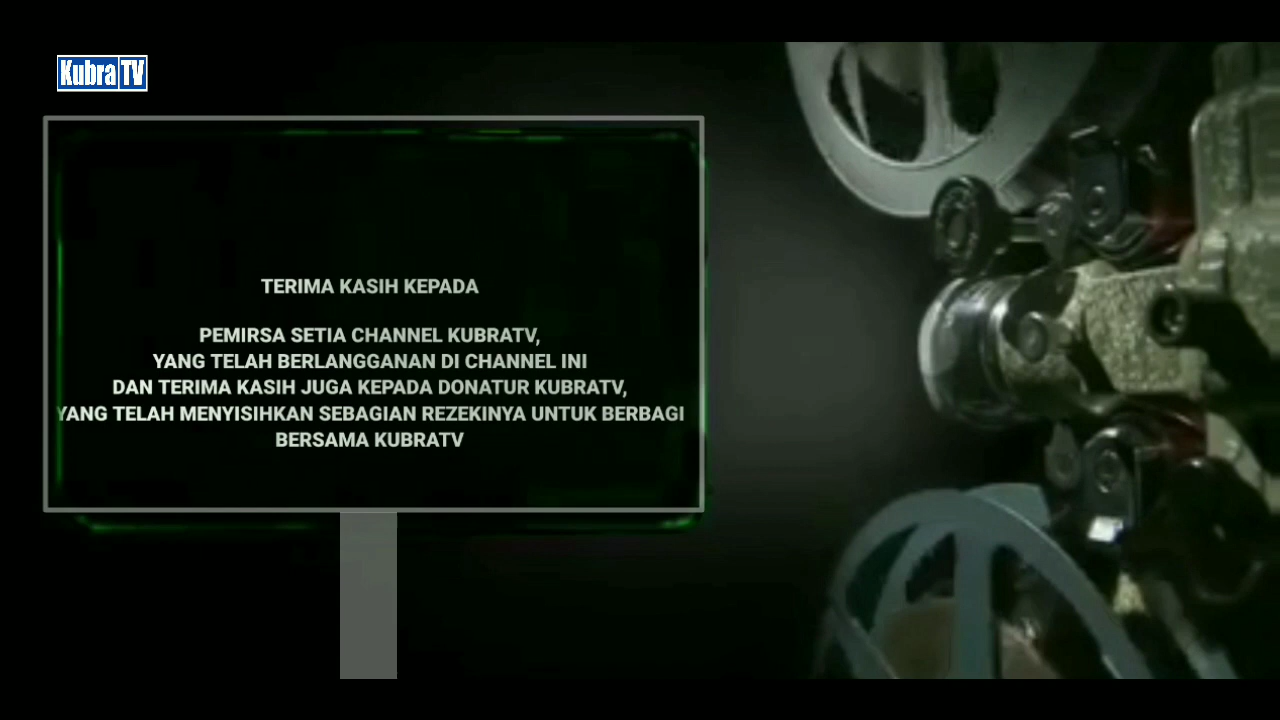 Kubra TV
TERIMA KASIH KEPADA
PEMIRSA SETIA CHANNEL KUBRATV,
YANG TELAH BERLANGGANAN DI CHANNEL INI
DAN TERIMA KASIH JUGA KEPADA DONATUR KUBRATV,
YANG TELAH MENYISIHKAN SEBAGIAN REZEKINYA UNTUK BERBAGI
BERSAMA KUBRATV